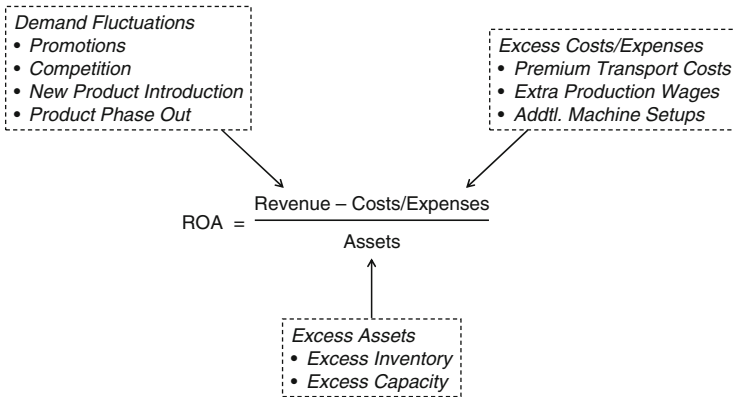 Demand Fluctuations
• Promotions
• Competition
• New Product Introduction
• Product Phase Out
Excess Costs/Expenses
• Premium Transport Costs
• Extra Production Wages
• Addtl. Machine Setups
Revenue – Costs/Expenses
ROA =
Assets
Excess Assets
• Excess Inventory
• Excess Capacity